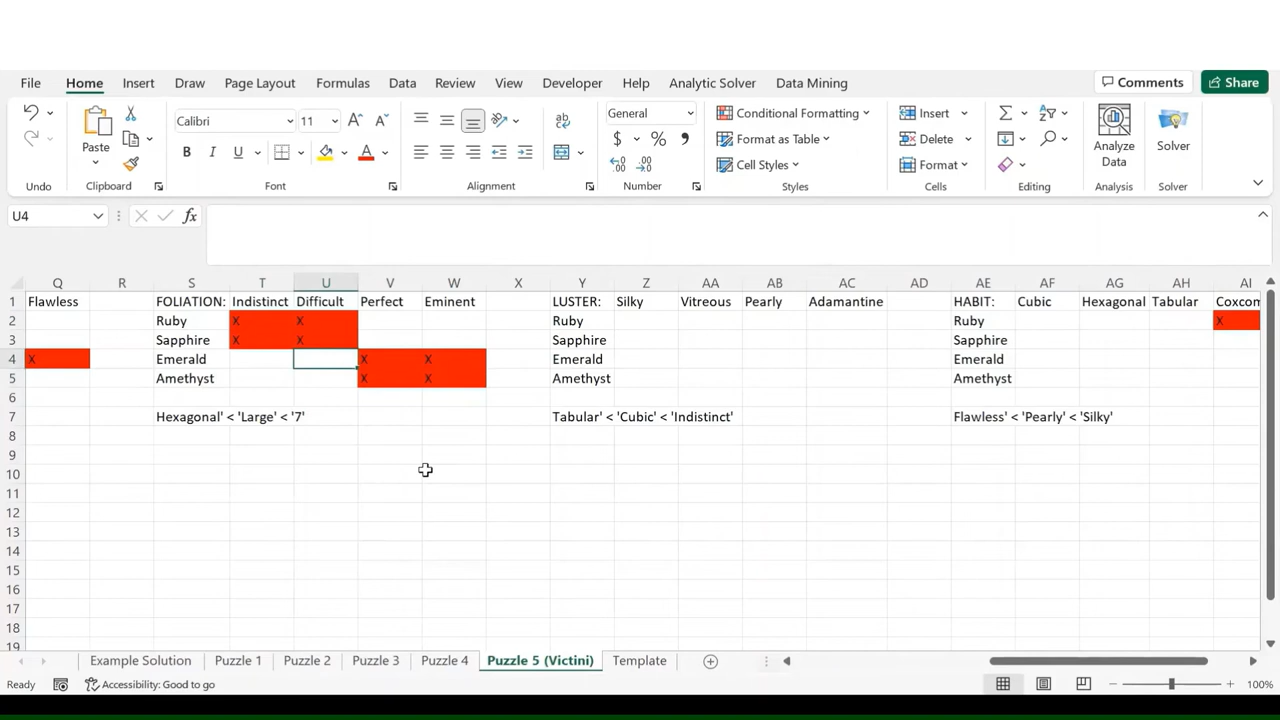 File Home Insert Draw Page Layout Formulas Data Review View Developer Help Analytic Solver Data Mining Comments Share
Calibri 11 A A ab General Conditional Formatting Insert
Paste B I U A $ % Format as Table Delete Analyze Data Solver
Cell Styles Format
Undo Clipboard Font Alignment Number Styles Cells Editing Analysis Solver
U4 fx
Q R S T U V W X Y Z AA AB AC AD AE AF AG AH AI
1 Flawless FOLIATION: Indistinct Difficult Perfect Eminent LUSTER: Silky Vitreous Pearly Adamantine HABIT: Cubic Hexagonal Tabular Coxcom
2 Ruby X X Ruby Ruby X
3 Sapphire X X Sapphire Sapphire
4 X Emerald X X Emerald Emerald
5 Amethyst X X Amethyst Amethyst
6
7 Hexagonal' < 'Large' < '7' Tabular' < 'Cubic' < 'Indistinct' Flawless' < 'Pearly' < 'Silky'
8
9
10
11
12
13
14
15
16
17
18
19
Example Solution Puzzle 1 Puzzle 2 Puzzle 3 Puzzle 4 Puzzle 5 (Victini) Template
Ready Accessibility: Good to go 100%